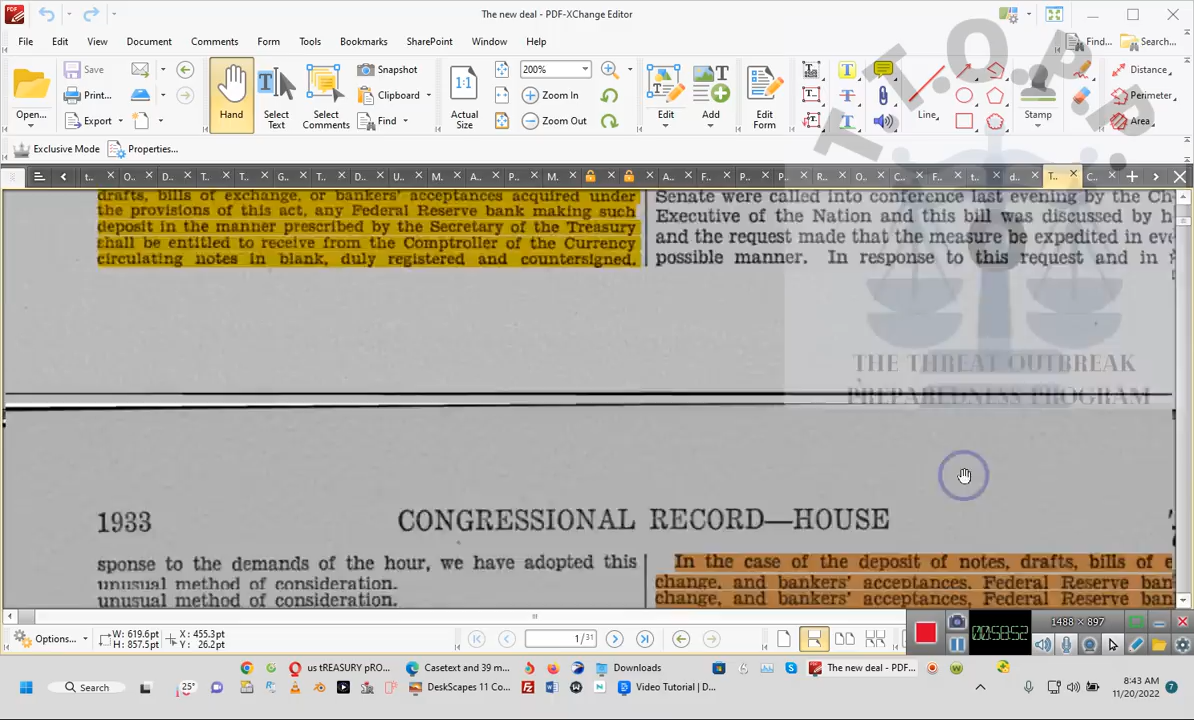 The new deal - PDF-XChange Editor
File Edit View Document Comments Form Tools Bookmarks SharePoint Window Help
Find...
Search...
Open...
Save
Print...
Export
Hand
Select Text
Select Comments
Snapshot
Clipboard
Find
1:1
Actual Size
200%
Zoom In
Zoom Out
Edit
Add
Edit Form
Line
Stamp
Distance
Perimeter
Area
Exclusive Mode
Properties...
T.T.O.P.P
drafts, bills of exchange, or bankers' acceptances acquired under
the provisions of this act, any Federal Reserve bank making such
deposit in the manner prescribed by the Secretary of the Treasury
shall be entitled to receive from the Comptroller of the Currency
circulating notes in blank, duly registered and countersigned.
Senate were called into conference last evening by the Ch
Executive of the Nation and this bill was discussed by h
and the request made that the measure be expedited in eve
possible manner. In response to this request and in
THE THREAT OUTBREAK
PREPAREDNESS PROGRAM
1933 CONGRESSIONAL RECORD—HOUSE
sponse to the demands of the hour, we have adopted this
unusual method of consideration.
unusual method of consideration.
In the case of the deposit of notes, drafts, bills of e
change, and bankers' acceptances. Federal Reserve ban
change, and bankers' acceptances, Federal Reserve ban
Options...
W: 619.6pt
H: 857.5pt
X: 455.3pt
Y: 26.2pt
1/31
1488 × 897
00:58:52
us tREASURY pRO...
Casetext and 39 m...
Downloads
The new deal - PDF...
Search
25°
DeskScapes 11 Co...
Video Tutorial | D...
8:43 AM
11/20/2022
7